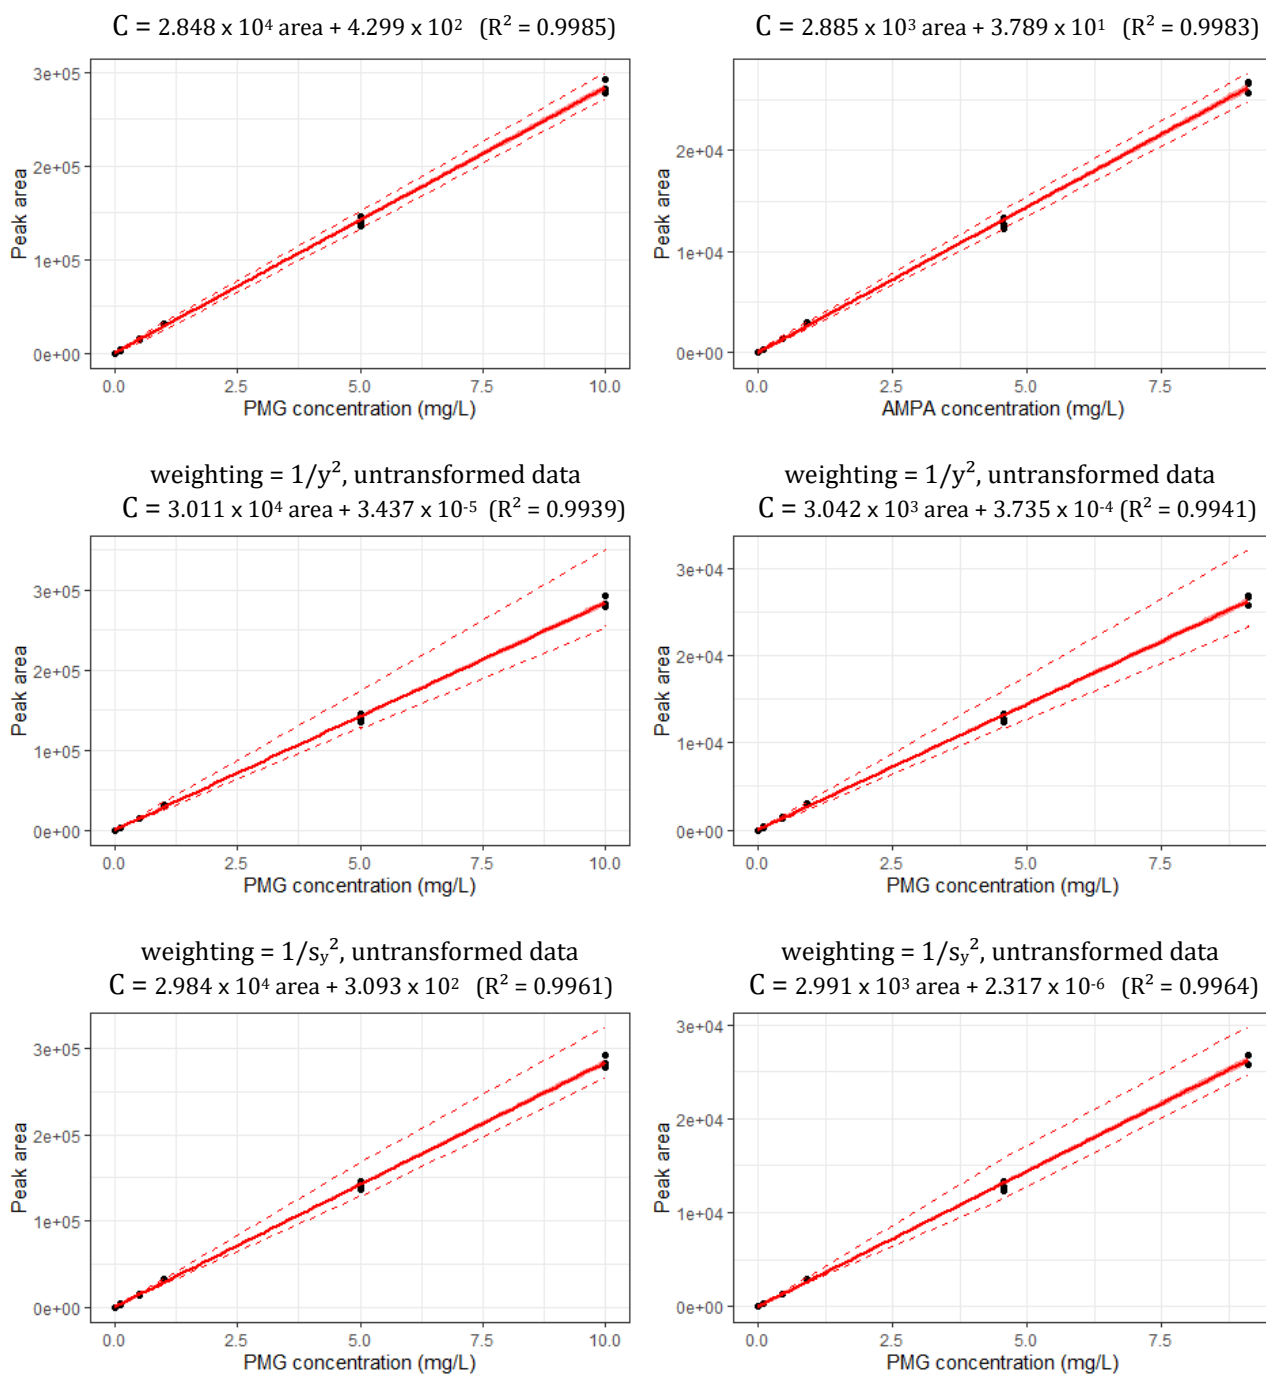 C = 2.848 x 10⁴ area + 4.299 x 10² (R² = 0.9985)
3e+05
2e+05
1e+05
0e+00
Peak area
0.0 2.5 5.0 7.5 10.0
PMG concentration (mg/L)
C = 2.885 x 10³ area + 3.789 x 10¹ (R² = 0.9983)
2e+04
1e+04
0e+00
Peak area
0.0 2.5 5.0 7.5
AMPA concentration (mg/L)
weighting = 1/y², untransformed data
C = 3.011 x 10⁴ area + 3.437 x 10⁻⁵ (R² = 0.9939)
3e+05
2e+05
1e+05
0e+00
Peak area
0.0 2.5 5.0 7.5 10.0
PMG concentration (mg/L)
weighting = 1/y², untransformed data
C = 3.042 x 10³ area + 3.735 x 10⁻⁴ (R² = 0.9941)
3e+04
2e+04
1e+04
0e+00
Peak area
0.0 2.5 5.0 7.5
PMG concentration (mg/L)
weighting = 1/sᵧ², untransformed data
C = 2.984 x 10⁴ area + 3.093 x 10² (R² = 0.9961)
3e+05
2e+05
1e+05
0e+00
Peak area
0.0 2.5 5.0 7.5 10.0
PMG concentration (mg/L)
weighting = 1/sᵧ², untransformed data
C = 2.991 x 10³ area + 2.317 x 10⁻⁶ (R² = 0.9964)
3e+04
2e+04
1e+04
0e+00
Peak area
0.0 2.5 5.0 7.5
PMG concentration (mg/L)